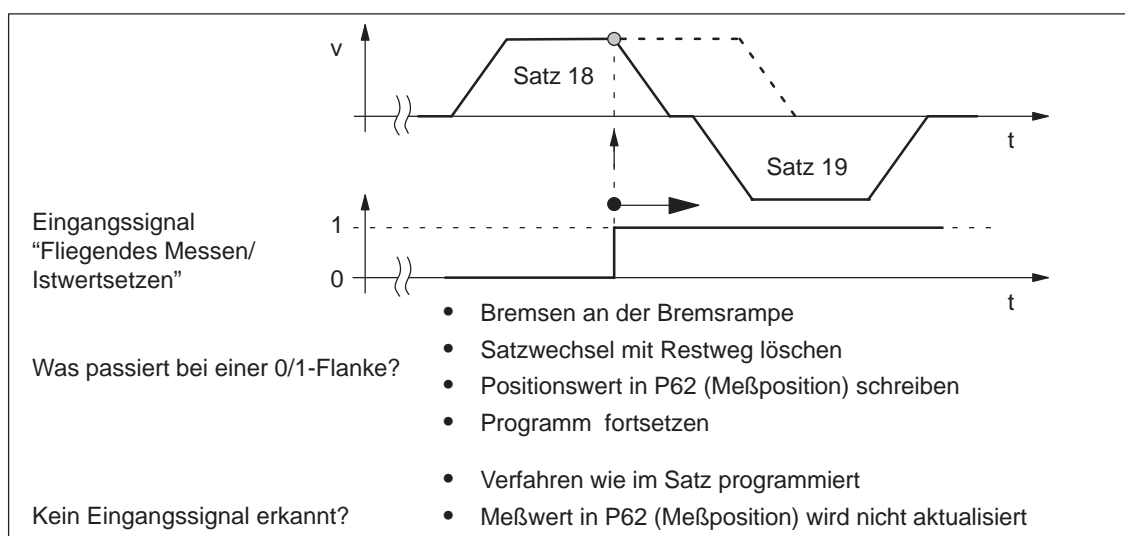 v
Satz 18
t
Satz 19
Eingangssignal
“Fliegendes Messen/
Istwertsetzen”
1
0
t
Was passiert bei einer 0/1-Flanke?
• Bremsen an der Bremsrampe
• Satzwechsel mit Restweg löschen
• Positionswert in P62 (Meßposition) schreiben
• Programm fortsetzen
Kein Eingangssignal erkannt?
• Verfahren wie im Satz programmiert
• Meßwert in P62 (Meßposition) wird nicht aktualisiert